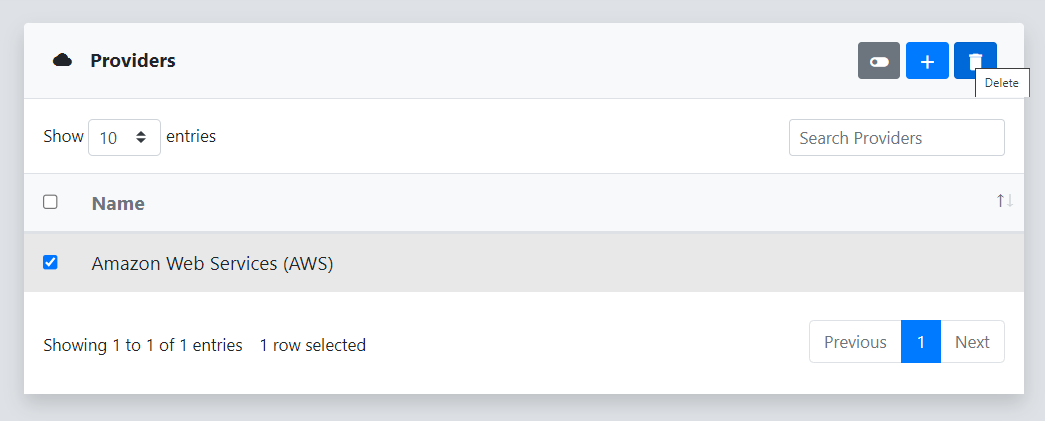 Providers
Delete
Show 10 entries
Search Providers
Name
Amazon Web Services (AWS)
Showing 1 to 1 of 1 entries 1 row selected
Previous 1 Next